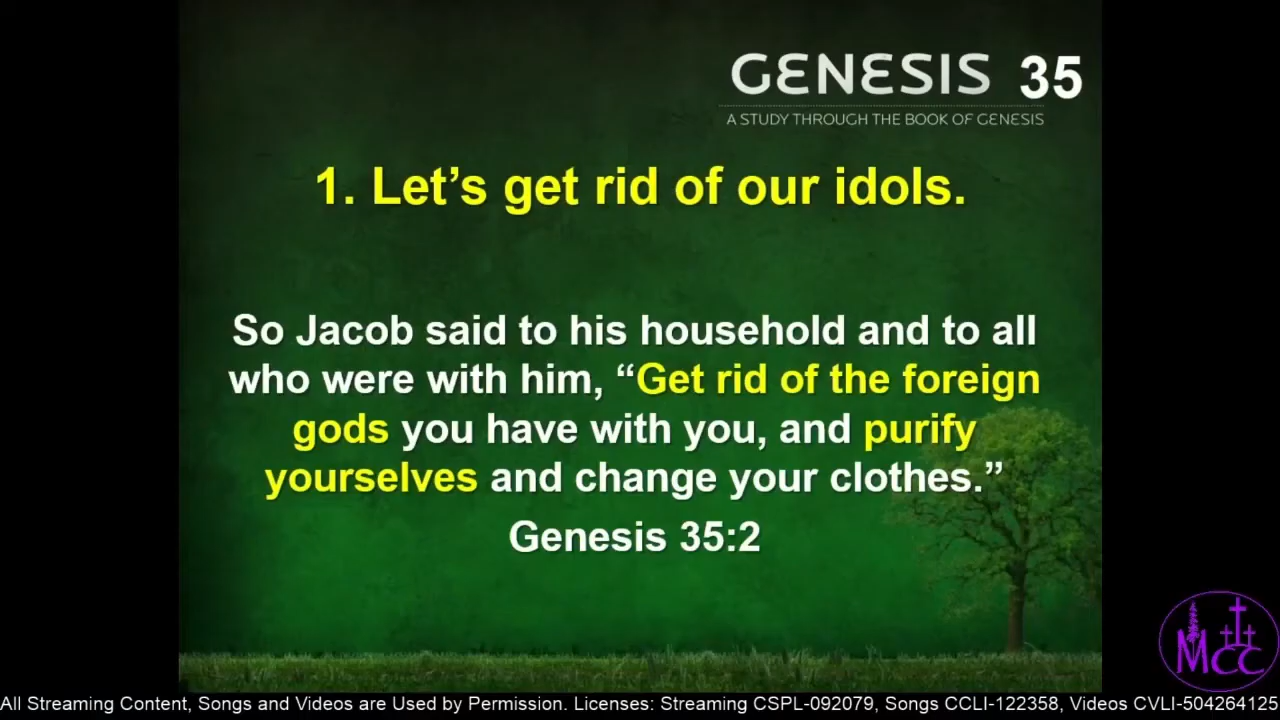 GENESIS 35
A STUDY THROUGH THE BOOK OF GENESIS
1. Let’s get rid of our idols.
So Jacob said to his household and to all
who were with him, “Get rid of the foreign
gods you have with you, and purify
yourselves and change your clothes.”
Genesis 35:2
MCC
All Streaming Content, Songs and Videos are Used by Permission. Licenses: Streaming CSPL-092079, Songs CCLI-122358, Videos CVLI-504264125